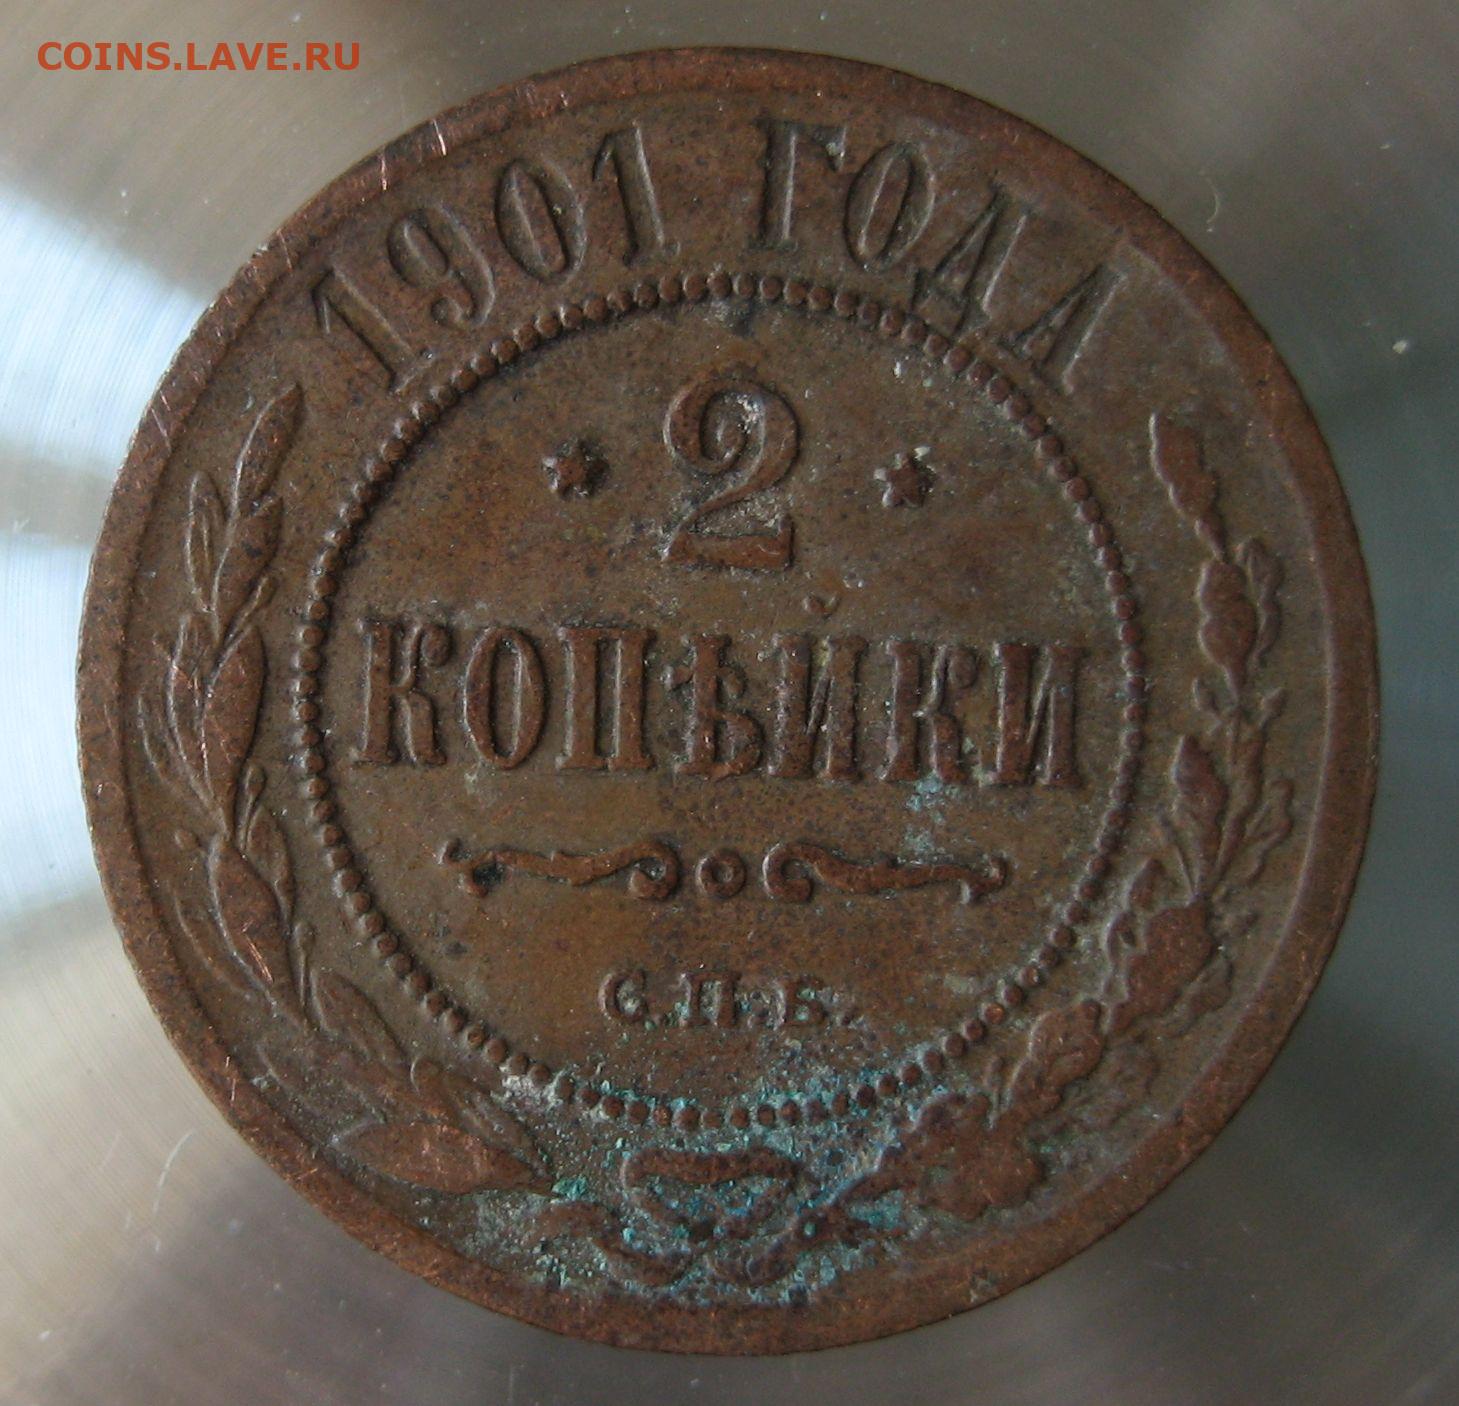 COINS.LAVE.RU
1901 ГОДА
2
КОПѢЙКИ
С.П.Б.